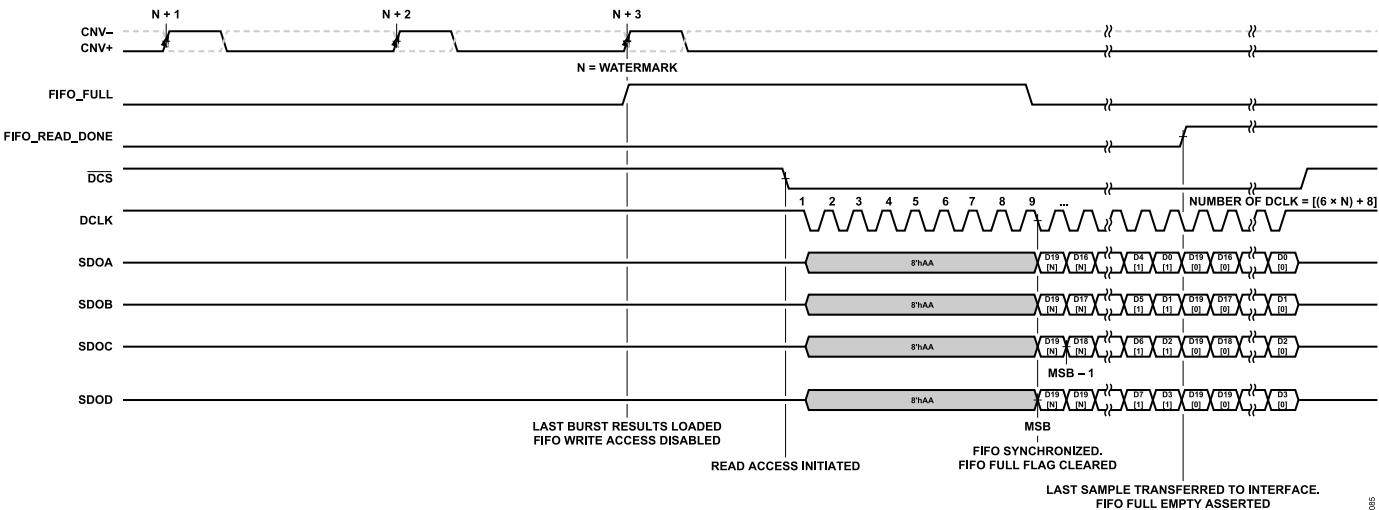 N + 1
N + 2
N + 3
CNV–
CNV+
N = WATERMARK
FIFO_FULL
FIFO_READ_DONE
DCS
DCLK
1 2 3 4 5 6 7 8 9 ...
NUMBER OF DCLK = [(6 × N) + 8]
SDOA
8'hAA
D19 D16 D4 D0 D19 D16 D0
[N] [N] [1] [1] [0] [0] [0]
SDOB
8'hAA
D19 D17 D5 D1 D19 D17 D1
[N] [N] [1] [1] [0] [0] [0]
SDOC
8'hAA
D19 D18 D6 D2 D19 D18 D2
[N] [N] [1] [1] [0] [0] [0]
MSB – 1
SDOD
8'hAA
D19 D19 D7 D3 D19 D19 D3
[N] [N] [1] [1] [0] [0] [0]
MSB
LAST BURST RESULTS LOADED
FIFO WRITE ACCESS DISABLED
READ ACCESS INITIATED
FIFO SYNCHRONIZED.
FIFO FULL FLAG CLEARED
LAST SAMPLE TRANSFERRED TO INTERFACE.
FIFO FULL EMPTY ASSERTED
085